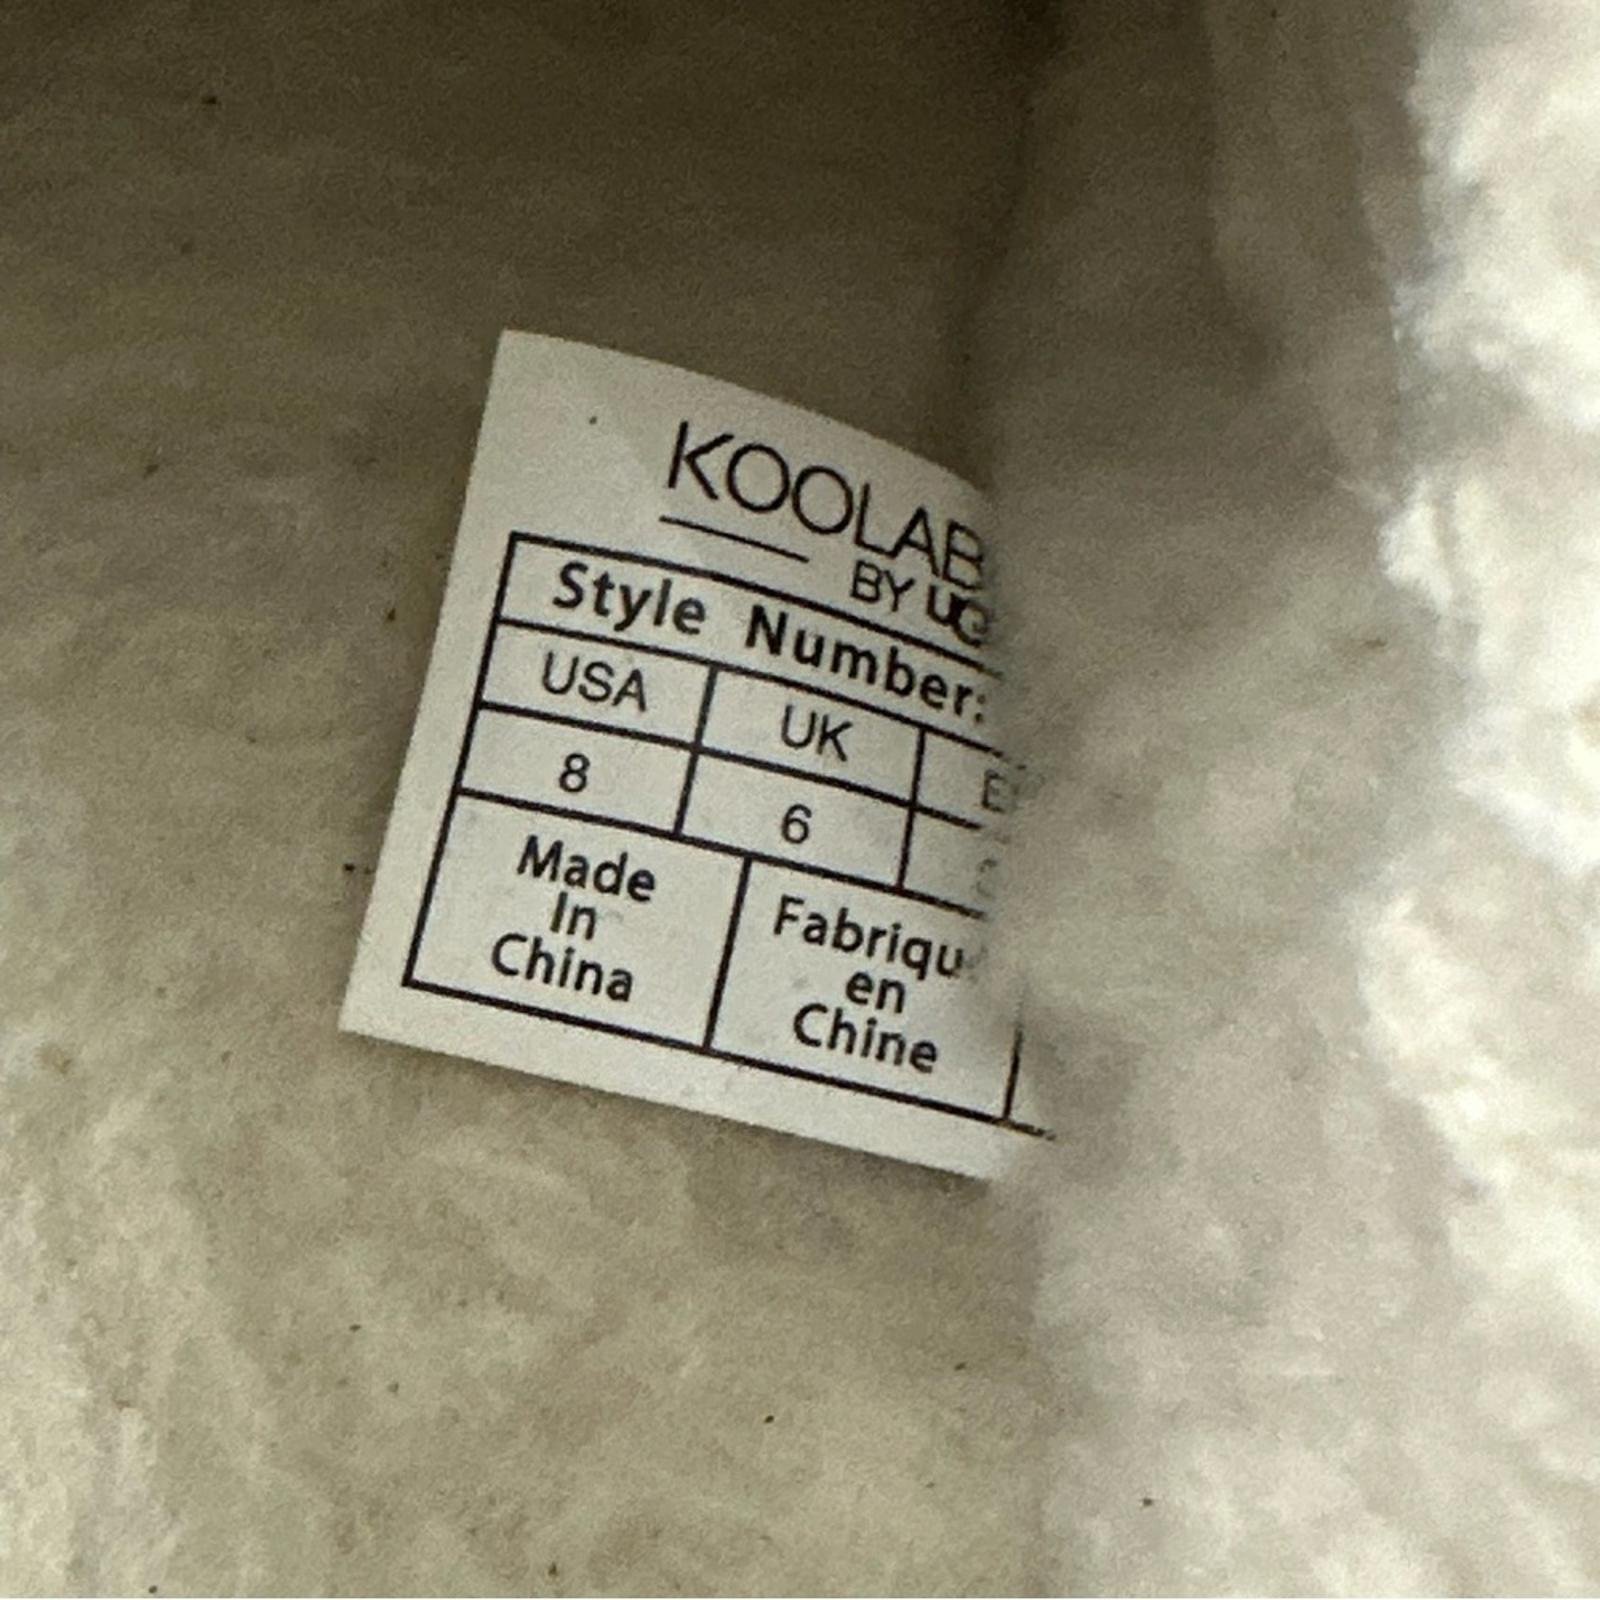 KOOLAB
BY UG
Style Number:
USA UK
8 6
Made Fabriqu
In en
China Chine